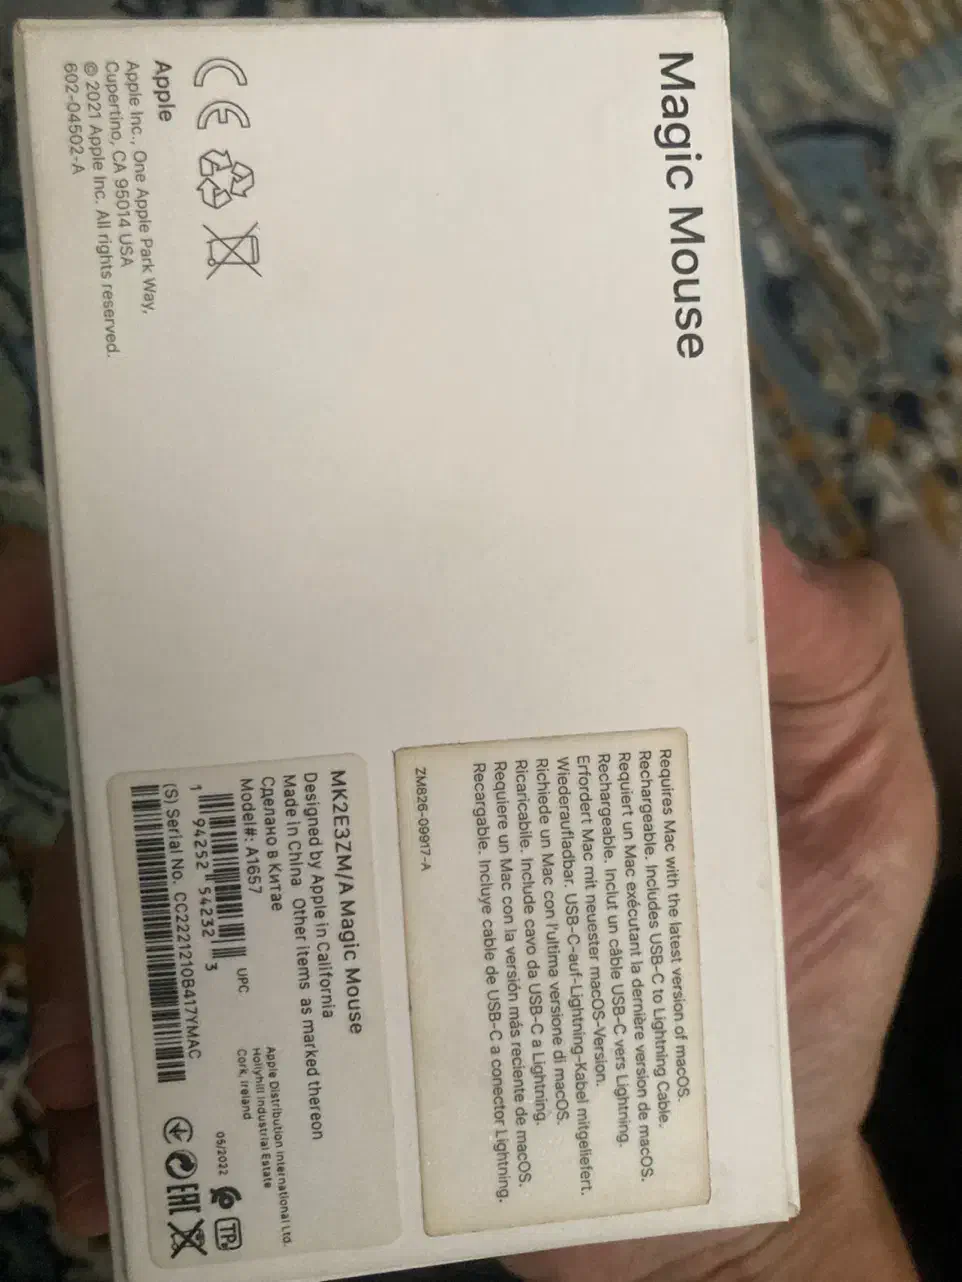 Magic Mouse
Apple
Apple Inc., One Apple Park Way,
Cupertino, CA 95014 USA
© 2021 Apple Inc. All rights reserved.
602-04502-A
Requires Mac with the latest version of macOS.
Rechargeable. Includes USB-C to Lightning Cable.
Requiert un Mac exécutant la dernière version de macOS.
Rechargeable. Inclut un câble USB-C vers Lightning.
Erfordert Mac mit neuester macOS-Version.
Wiederaufladbar. USB-C-auf-Lightning-Kabel mitgeliefert.
Richiede un Mac con l'ultima versione di macOS.
Ricaricabile. Include cavo da USB-C a Lightning.
Requiere un Mac con la versión más reciente de macOS.
Recargable. Incluye cable de USB-C a conector Lightning.
ZM826-09917-A
MK2E3ZM/A Magic Mouse
Designed by Apple in California
Made in China Other items as marked thereon
Сделано в Китае
Model#: A1657
UPC
1 94252 54232 3
(S) Serial No. CC2221210B417YMAC
Apple Distribution International Ltd.
Hollyhill Industrial Estate
Cork, Ireland
05/2022
TP
EAC